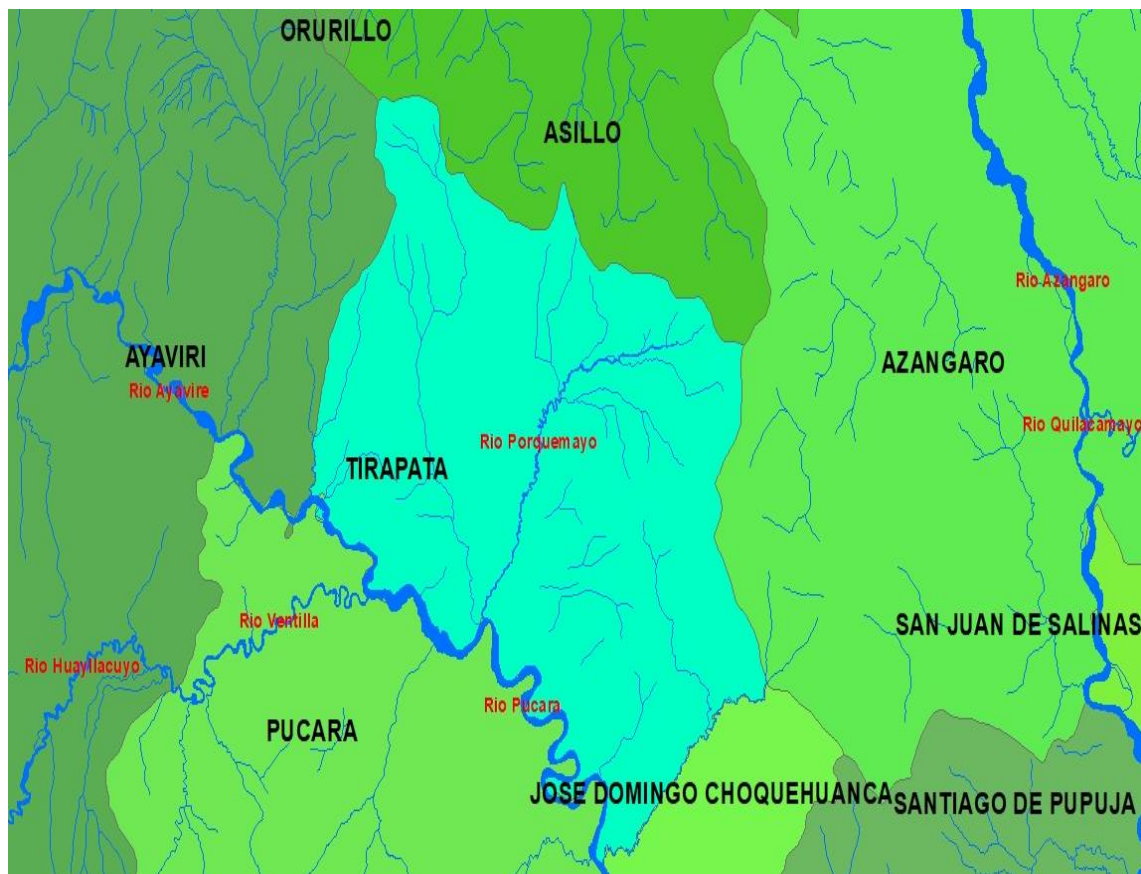 ORURILLO
ASILLO
Rio Azangaro
AYAVIRI
AZANGARO
Rio Ayavire
Rio Quilacamayo
Rio Porquemayo
TIRAPATA
Rio Ventilla
SAN JUAN DE SALINAS
Rio Huayllacuyo
Rio Pucara
PUCARA
JOSE DOMINGO CHOQUEHUANCA
SANTIAGO DE PUPUJA